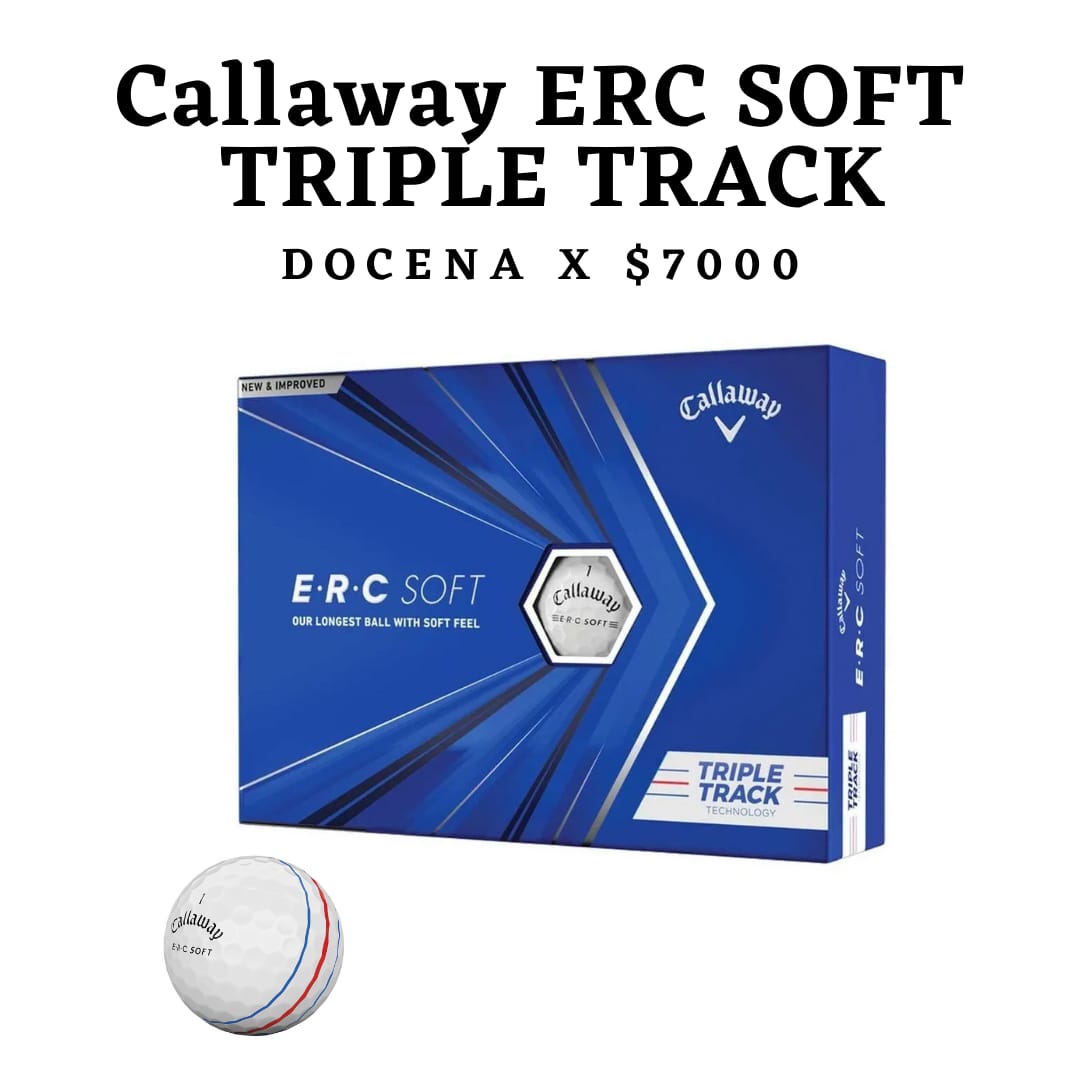 Callaway ERC SOFT
TRIPLE TRACK
DOCENA X $7000
NEW & IMPROVED
Callaway
E·R·C SOFT
OUR LONGEST BALL WITH SOFT FEEL
1
Callaway
E·R·C SOFT
Callaway
E·R·C SOFT
TRIPLE
TRACK
TECHNOLOGY
TRIPLE
TRACK
1
Callaway
E·R·C SOFT